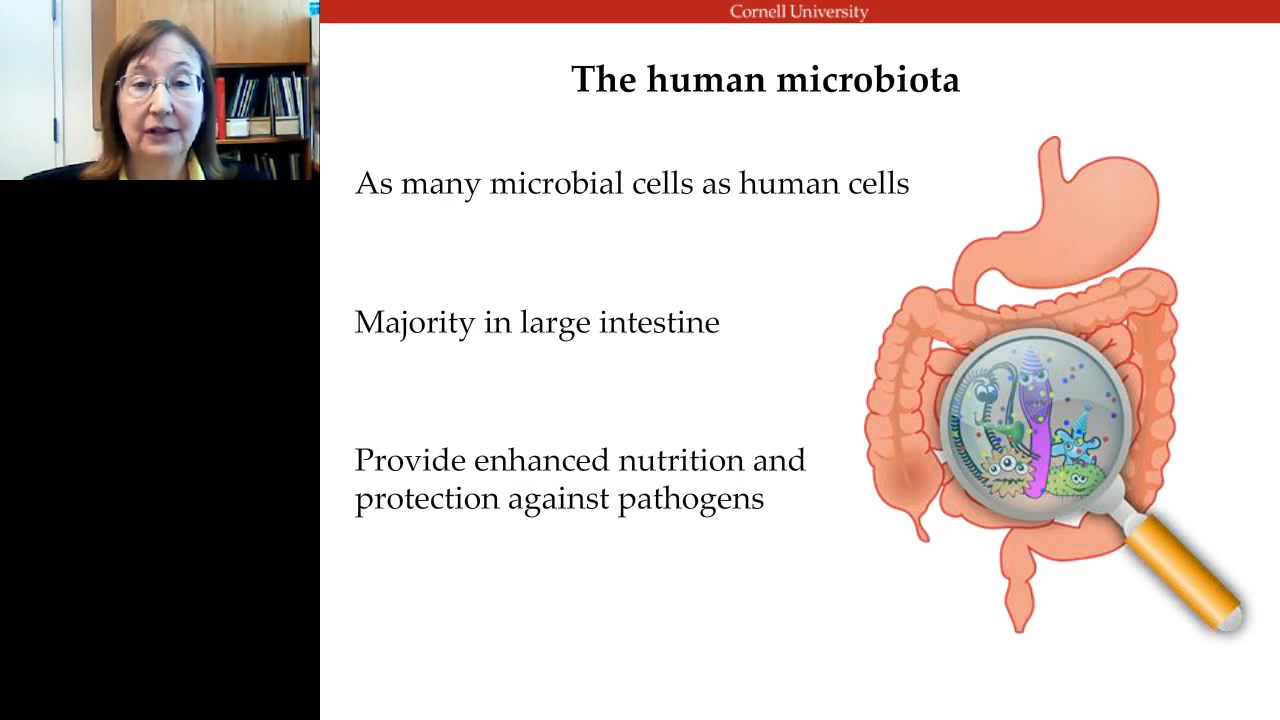 Cornell University
The human microbiota
As many microbial cells as human cells
Majority in large intestine
Provide enhanced nutrition and
protection against pathogens